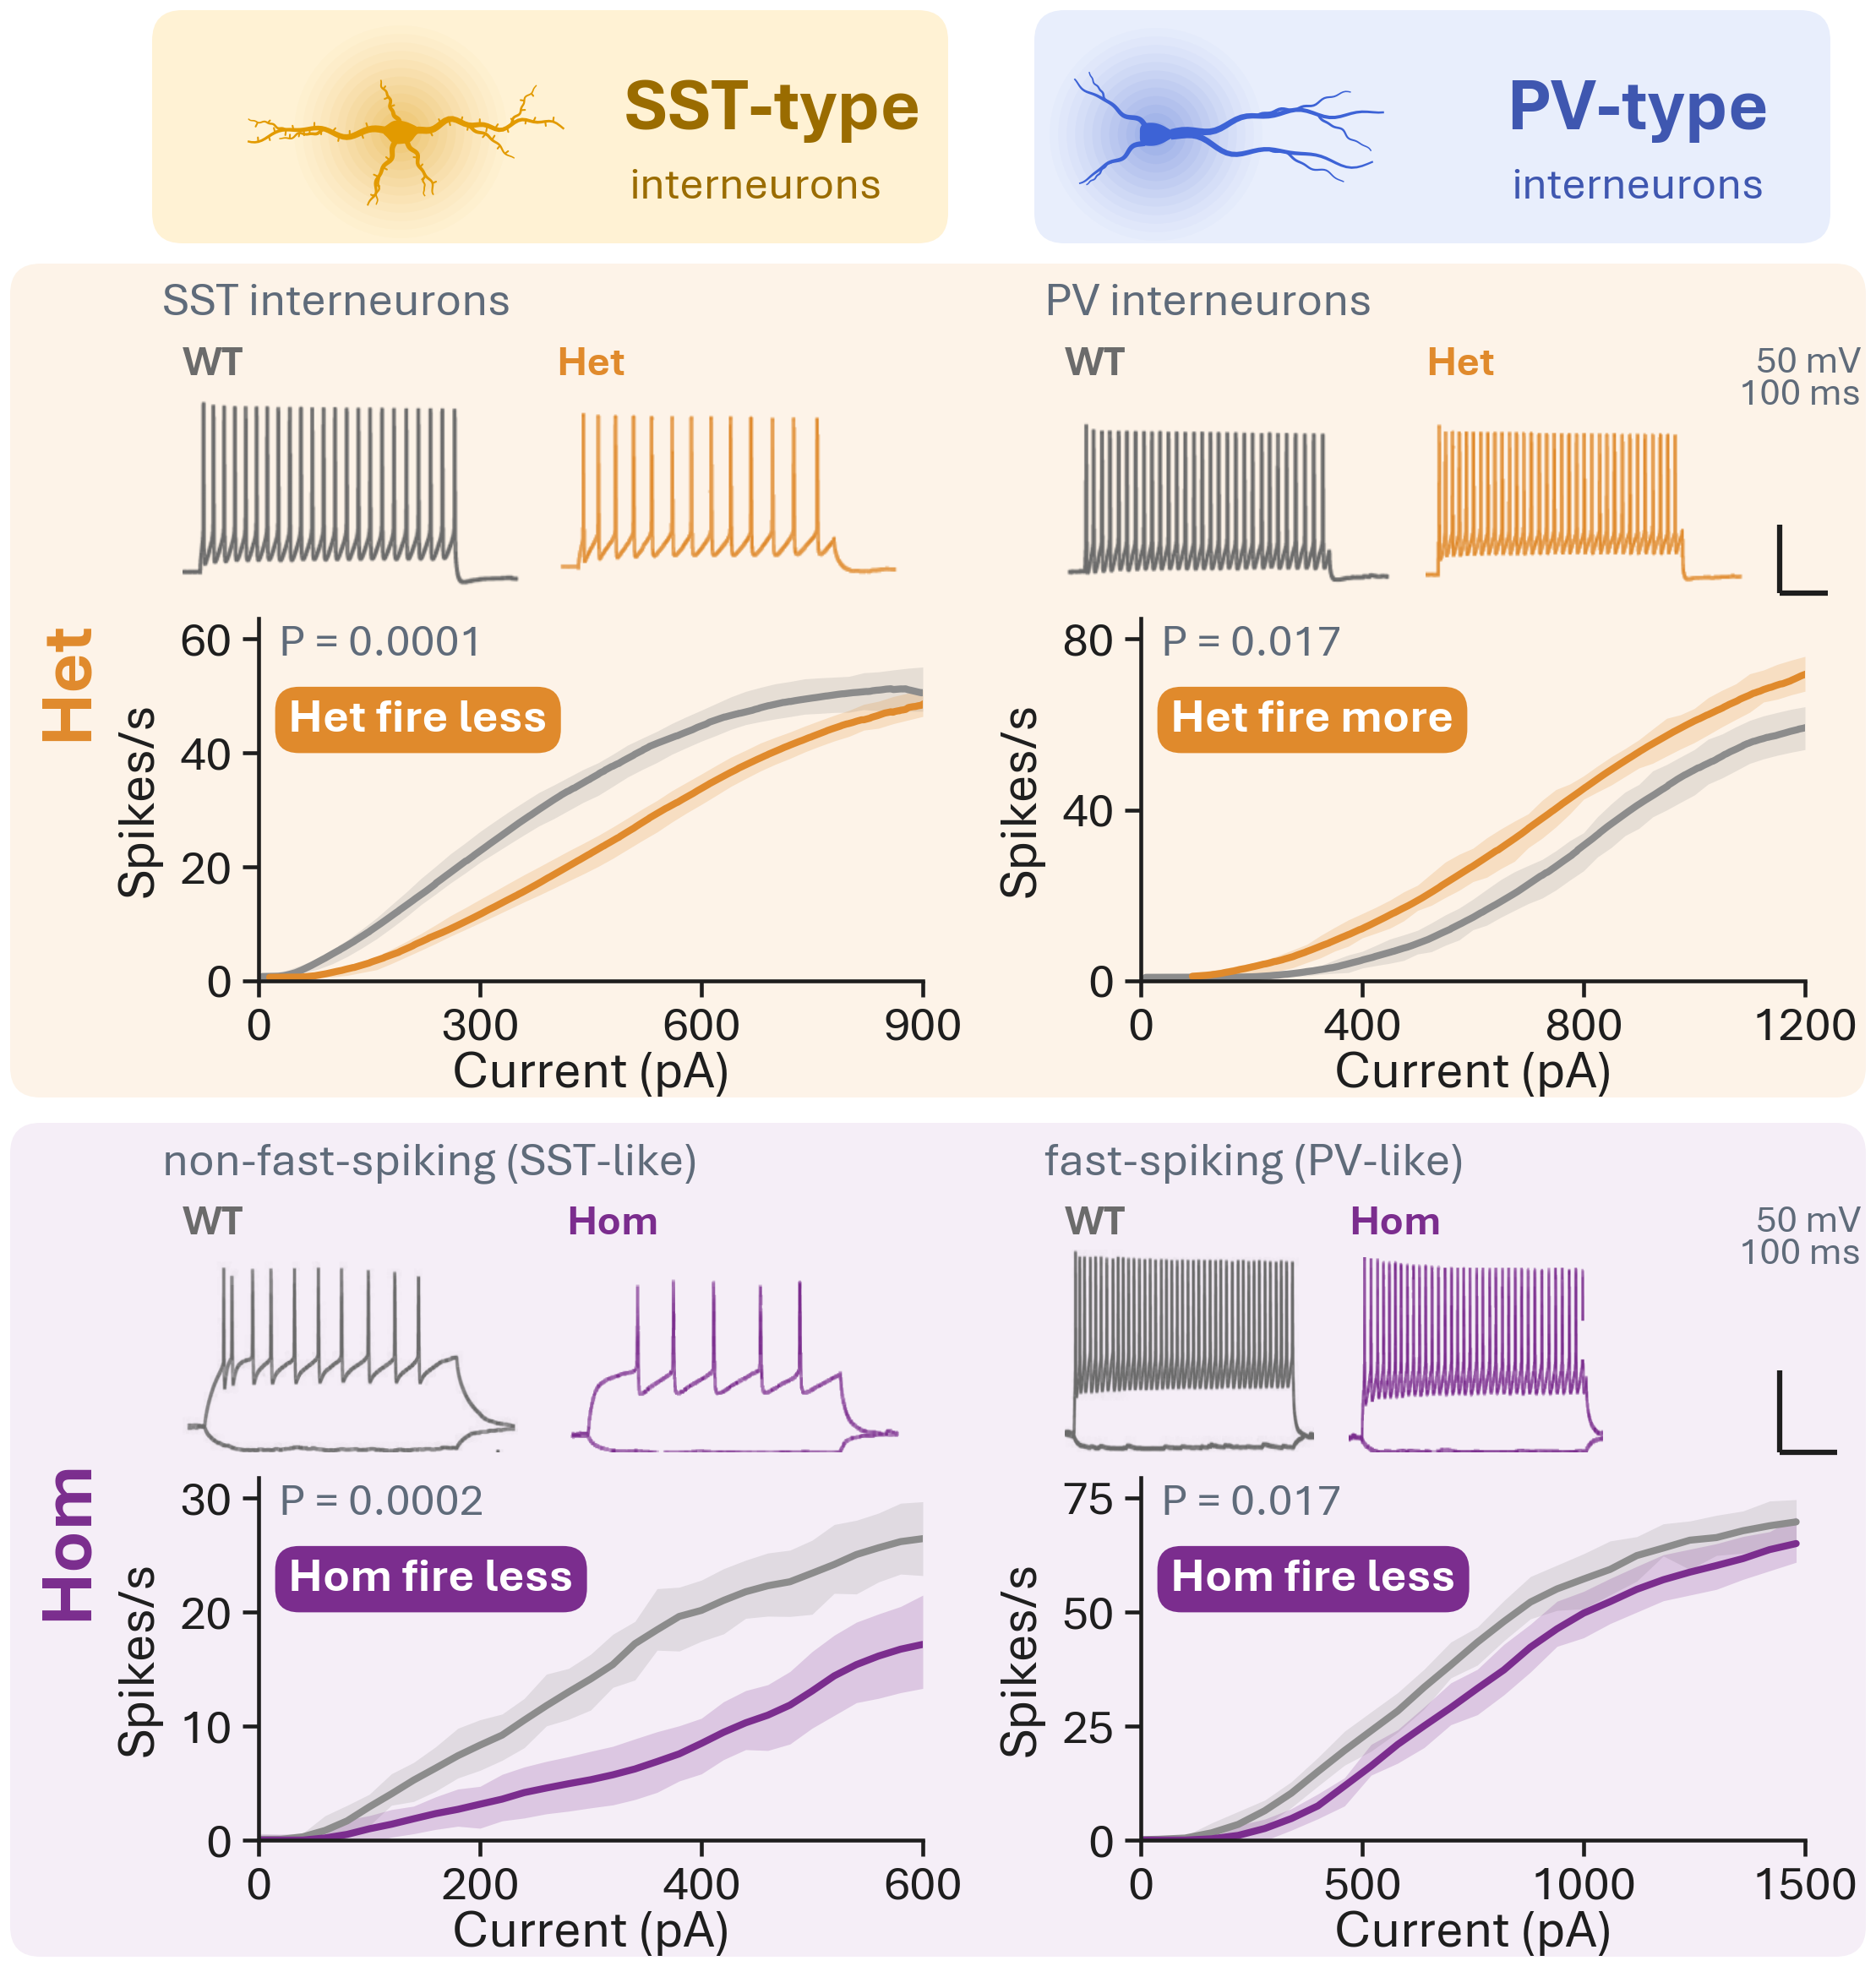 SST-type
interneurons
PV-type
interneurons
Het
SST interneurons
WT
Het
P = 0.0001
Het fire less
60
40
20
0
Spikes/s
0 300 600 900
Current (pA)
PV interneurons
WT
Het
50 mV
100 ms
P = 0.017
Het fire more
80
40
0
Spikes/s
0 400 800 1200
Current (pA)
Hom
non-fast-spiking (SST-like)
WT
Hom
P = 0.0002
Hom fire less
30
20
10
0
Spikes/s
0 200 400 600
Current (pA)
fast-spiking (PV-like)
WT
Hom
50 mV
100 ms
P = 0.017
Hom fire less
75
50
25
0
Spikes/s
0 500 1000 1500
Current (pA)